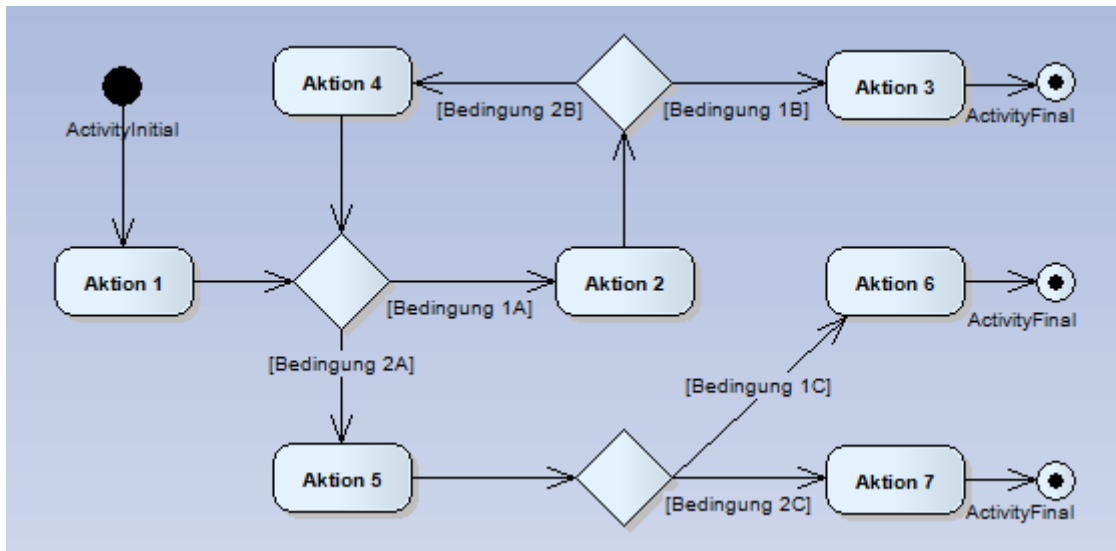 Aktion 4
Aktion 3
[Bedingung 2B]
[Bedingung 1B]
ActivityFinal
ActivityInitial
Aktion 1
Aktion 2
Aktion 6
[Bedingung 1A]
ActivityFinal
[Bedingung 2A]
[Bedingung 1C]
Aktion 5
Aktion 7
[Bedingung 2C]
ActivityFinal